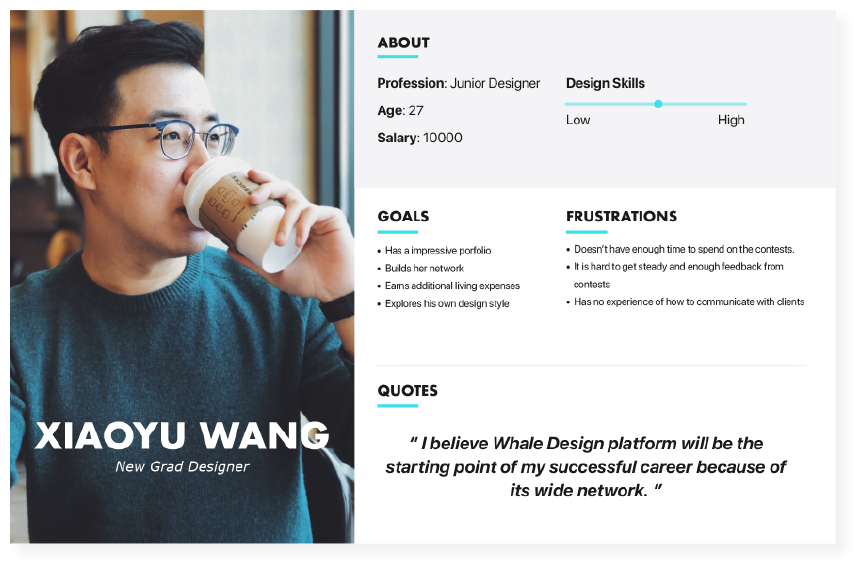 ABOUT
Profession: Junior Designer
Age: 27
Salary: 10000
Design Skills
Low High
GOALS
• Has a impressive porfolio
• Builds her network
• Earns additional living expenses
• Explores his own design style
FRUSTRATIONS
• Doesn't have enough time to spend on the contests.
• It is hard to get steady and enough feedback from
contests
• Has no experience of how to communicate with clients
QUOTES
“ I believe Whale Design platform will be the
starting point of my successful career because of
its wide network. ”
XIAOYU WANG
New Grad Designer